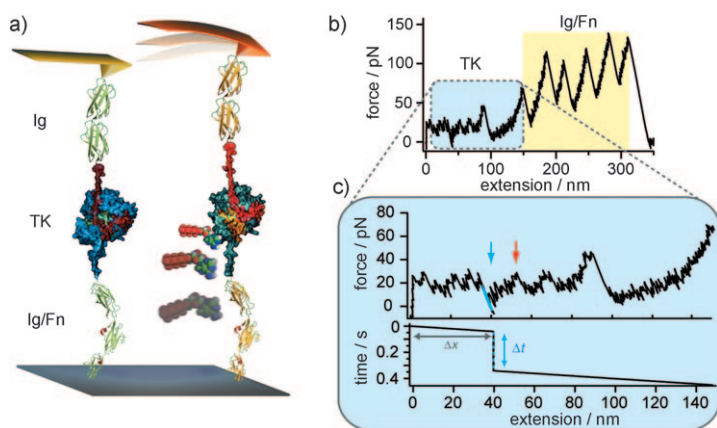 a)
Ig
TK
Ig/Fn
b)
Ig/Fn
TK
force / pN
150
100
50
0
0 100 200 300
extension / nm
c)
force / pN
80
60
40
20
0
time / s
0
0.2
0.4
Δx
Δt
0 20 40 60 80 100 120 140
extension / nm